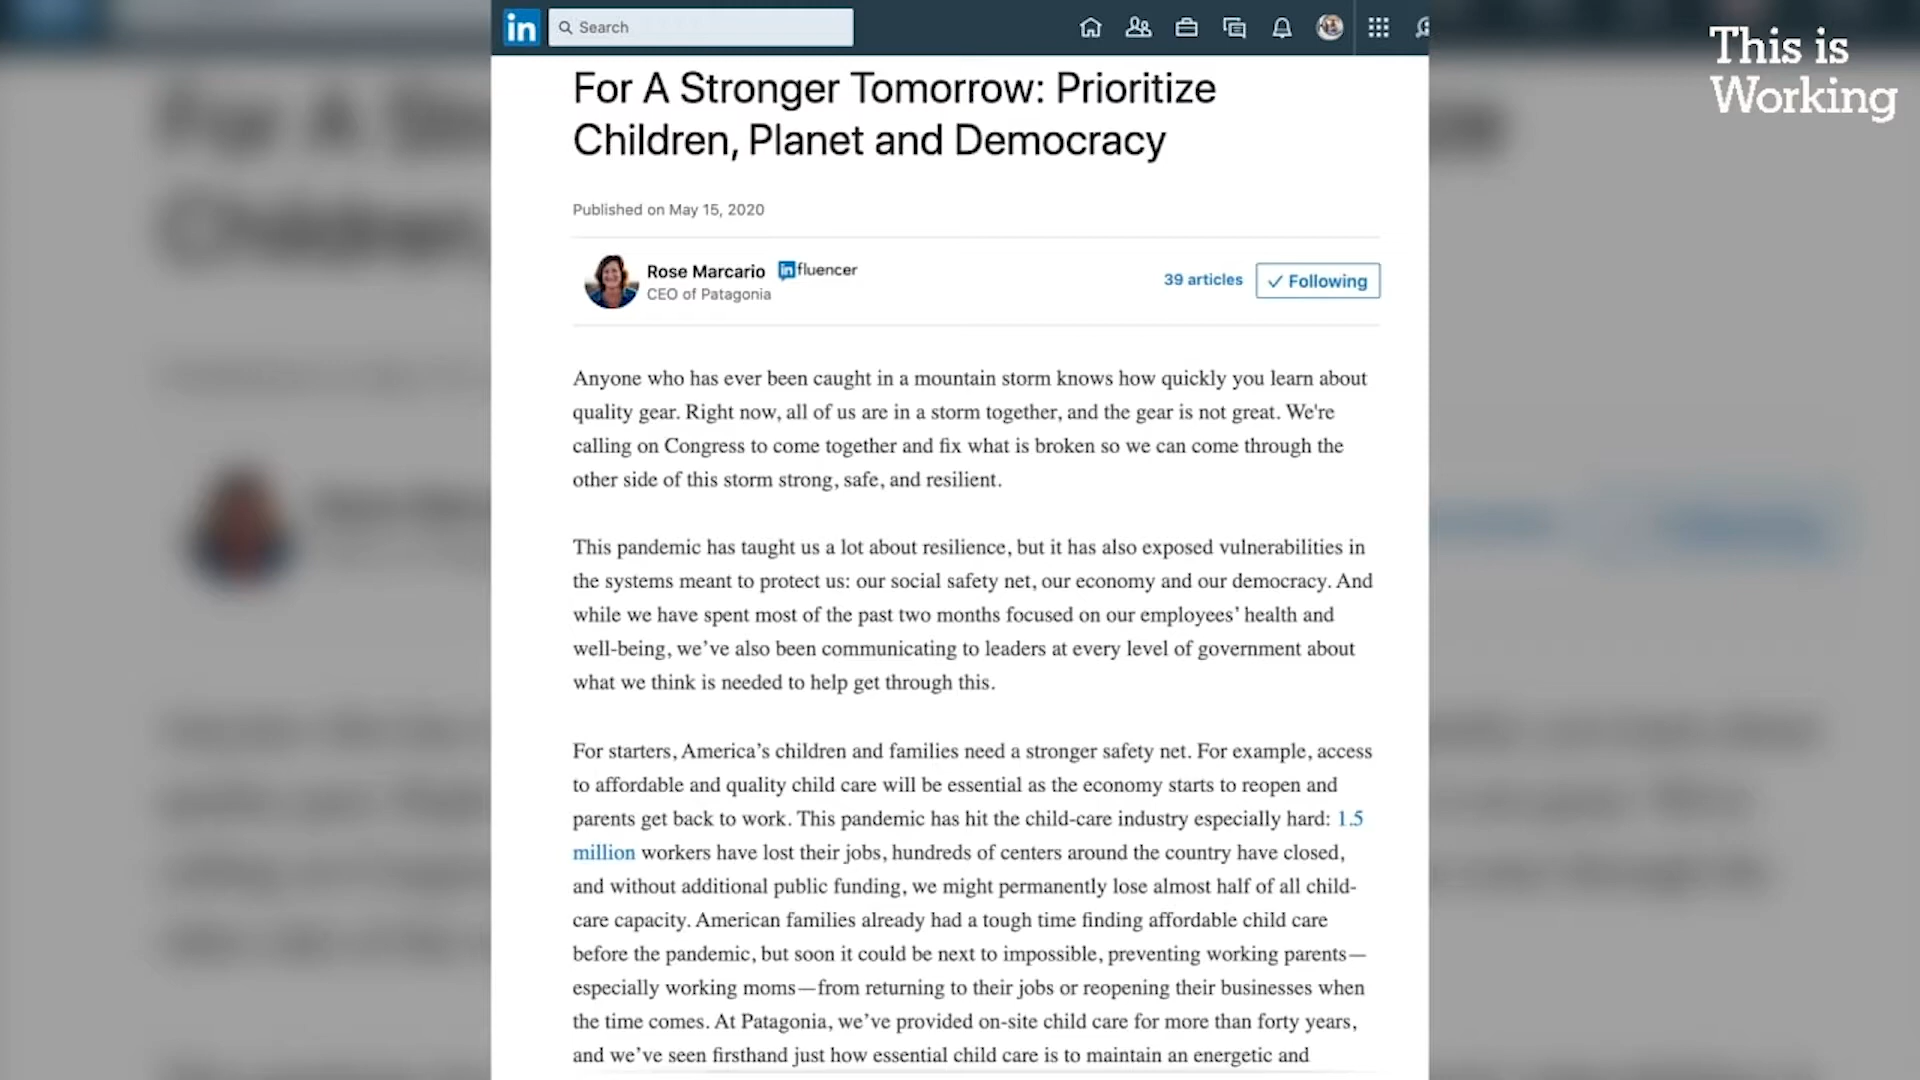 in
Search
This is
Working
For A Stronger Tomorrow: Prioritize
Children, Planet and Democracy
Published on May 15, 2020
Rose Marcario influencer
CEO of Patagonia
39 articles
Following
Anyone who has ever been caught in a mountain storm knows how quickly you learn about
quality gear. Right now, all of us are in a storm together, and the gear is not great. We're
calling on Congress to come together and fix what is broken so we can come through the
other side of this storm strong, safe, and resilient.
This pandemic has taught us a lot about resilience, but it has also exposed vulnerabilities in
the systems meant to protect us: our social safety net, our economy and our democracy. And
while we have spent most of the past two months focused on our employees’ health and
well-being, we’ve also been communicating to leaders at every level of government about
what we think is needed to help get through this.
For starters, America’s children and families need a stronger safety net. For example, access
to affordable and quality child care will be essential as the economy starts to reopen and
parents get back to work. This pandemic has hit the child-care industry especially hard: 1.5
million workers have lost their jobs, hundreds of centers around the country have closed,
and without additional public funding, we might permanently lose almost half of all child-
care capacity. American families already had a tough time finding affordable child care
before the pandemic, but soon it could be next to impossible, preventing working parents—
especially working moms—from returning to their jobs or reopening their businesses when
the time comes. At Patagonia, we’ve provided on-site child care for more than forty years,
and we’ve seen firsthand just how essential child care is to maintain an energetic and